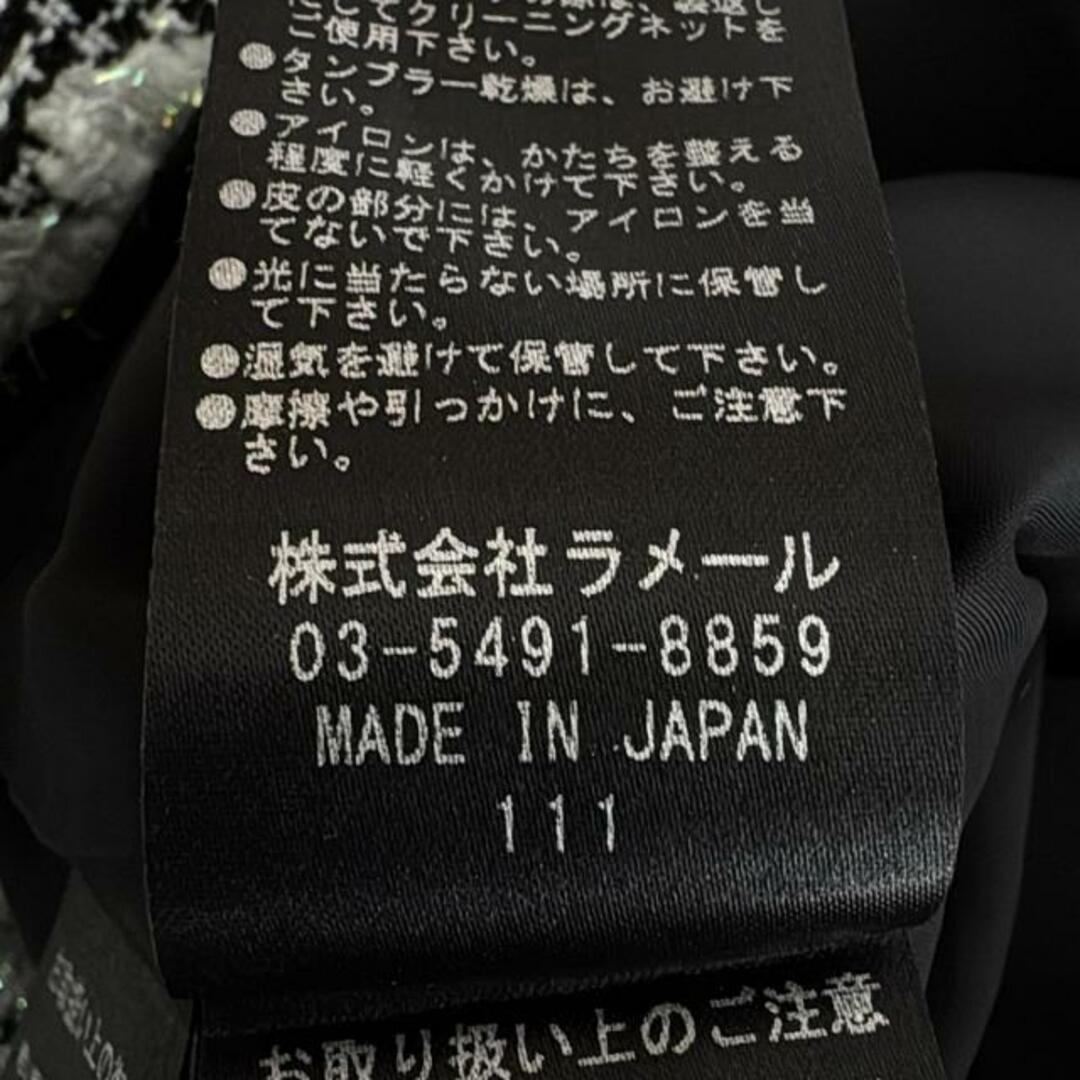 にしてクリーニングネットを
ご使用下さい。
●タンブラー乾燥は、お避け下
さい。
●アイロンは、かたちを整える
程度に軽くかけて下さい。
●皮の部分には、アイロンを当
てないで下さい。
●光に当たらない場所に保管し
て下さい。
●湿気を避けて保管して下さい。
●摩擦や引っかけに、ご注意下
さい。
株式会社ラメール
03-5491-8859
MADE IN JAPAN
111
お取り扱い上のご注意